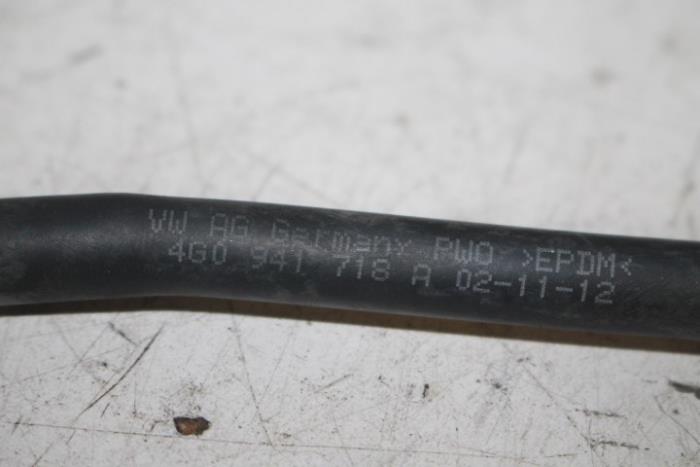 VW AG Germany PWO >EPDM<
4G0 941 718 A 02-11-12